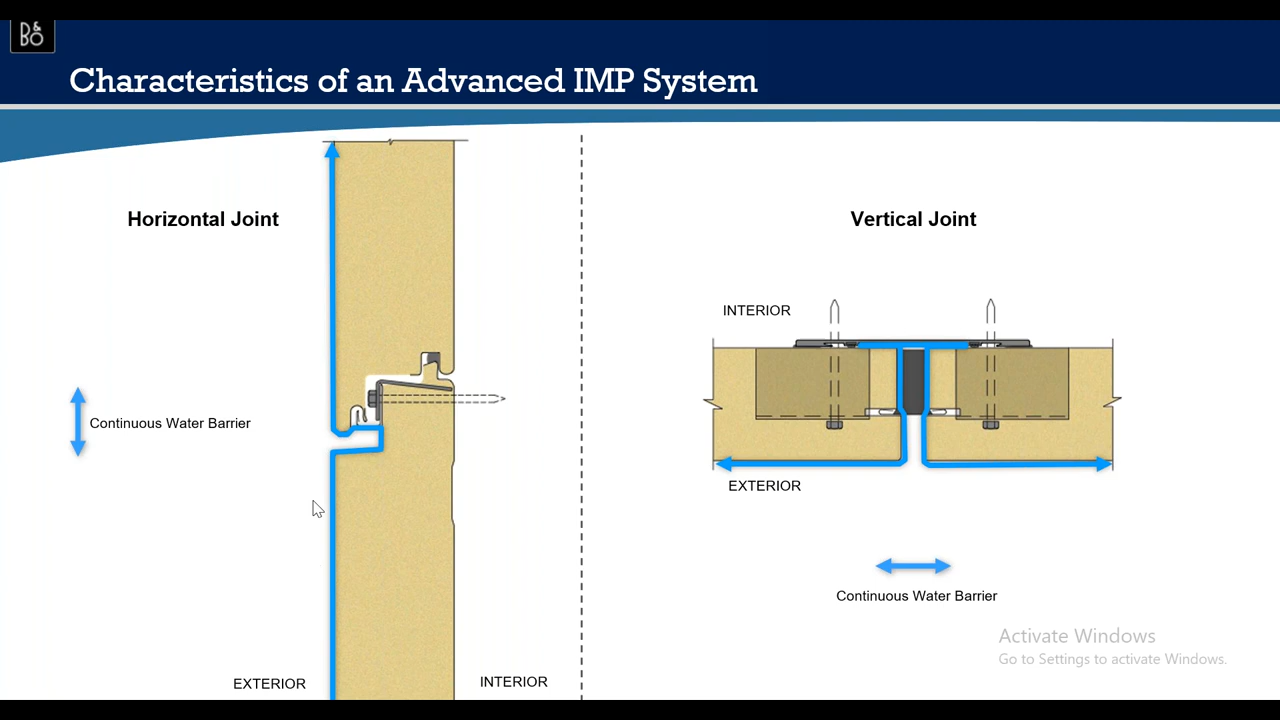 B&O
Characteristics of an Advanced IMP System
Horizontal Joint
Continuous Water Barrier
EXTERIOR
INTERIOR
Vertical Joint
INTERIOR
EXTERIOR
Continuous Water Barrier
Activate Windows
Go to Settings to activate Windows.